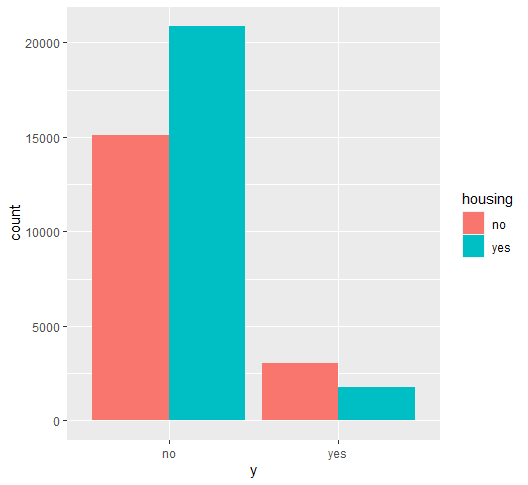 20000
15000
10000
5000
0
count
no
yes
y
housing
no
yes